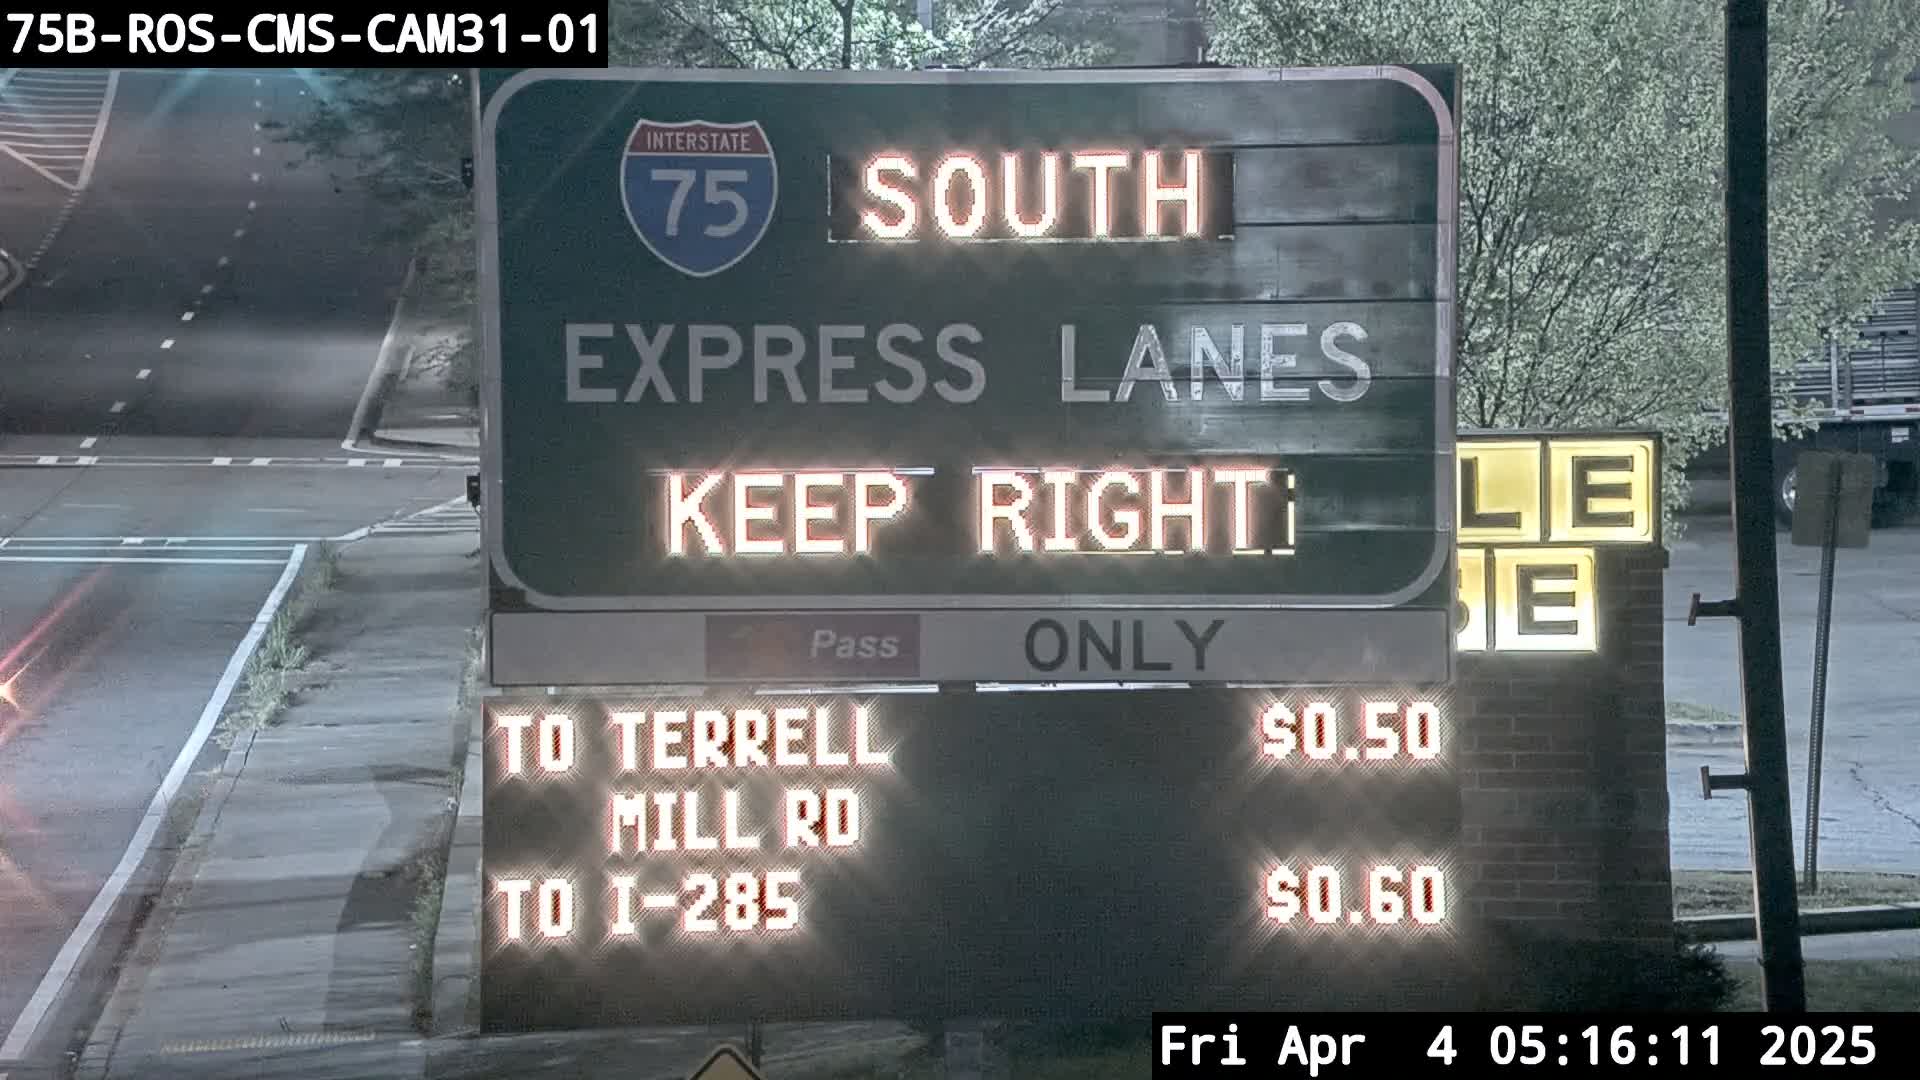 75B-ROS-CMS-CAM31-01
INTERSTATE
75
SOUTH
EXPRESS LANES
KEEP RIGHT
Pass ONLY
TO TERRELL $0.50
MILL RD
TO I-285 $0.60
LE
E
Fri Apr 4 05:16:11 2025